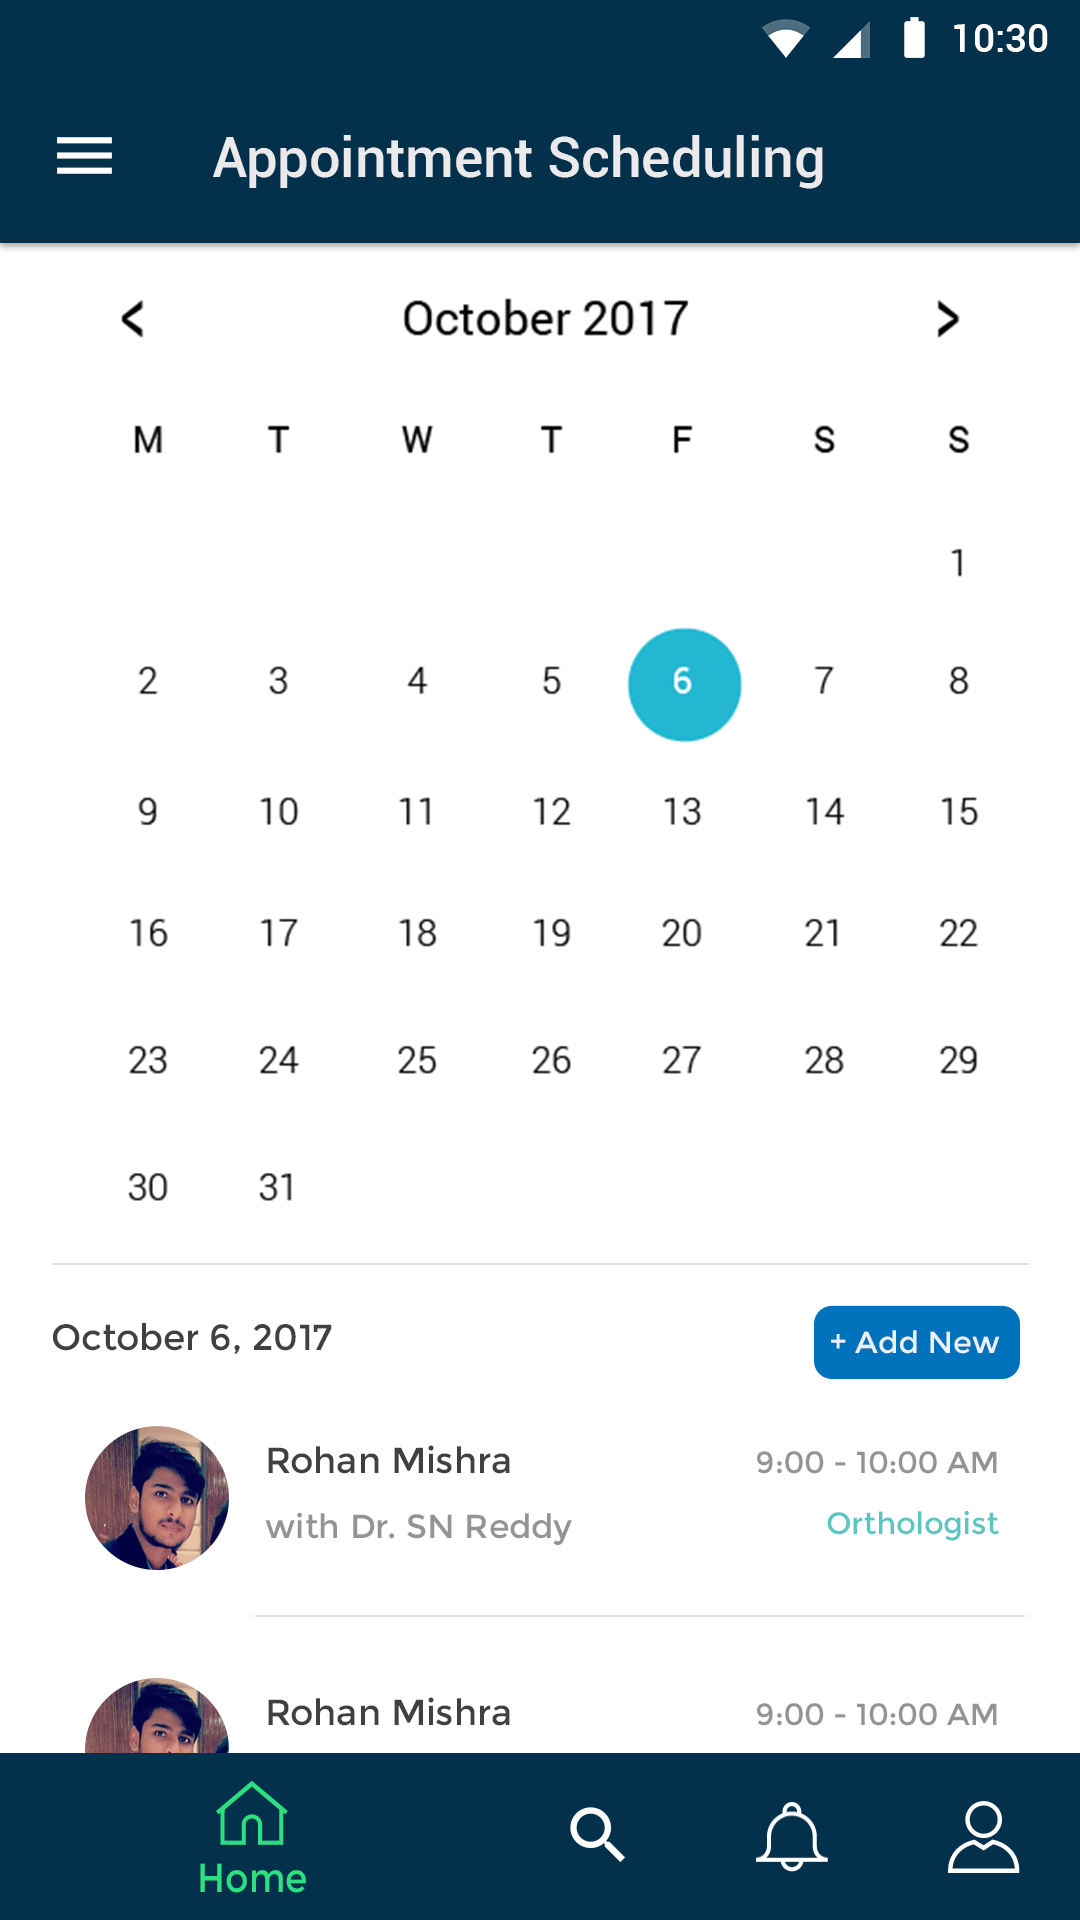 10:30
Appointment Scheduling
< October 2017 >
M T W T F S S
1
2 3 4 5 6 7 8
9 10 11 12 13 14 15
16 17 18 19 20 21 22
23 24 25 26 27 28 29
30 31
October 6, 2017
+ Add New
Rohan Mishra
9:00 - 10:00 AM
with Dr. SN Reddy
Orthologist
Rohan Mishra
9:00 - 10:00 AM
Home